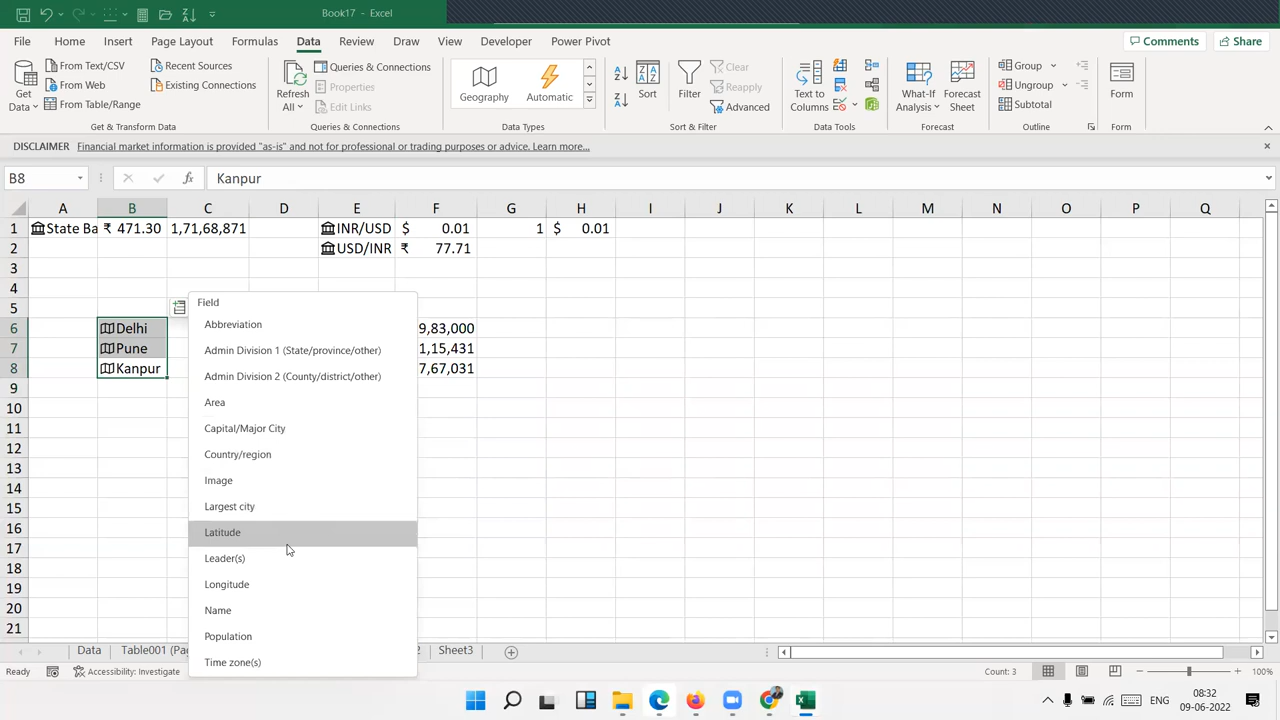 Book17 - Excel
File Home Insert Page Layout Formulas Data Review Draw View Developer Power Pivot Comments Share
Get Data
From Text/CSV
From Web
From Table/Range
Recent Sources
Existing Connections
Get & Transform Data
Refresh All
Queries & Connections
Properties
Edit Links
Queries & Connections
Geography
Automatic
Data Types
Sort
Filter
Clear
Reapply
Advanced
Sort & Filter
Text to Columns
Data Tools
What-If Analysis
Forecast Sheet
Forecast
Group
Ungroup
Subtotal
Outline
Form
Form
DISCLAIMER Financial market information is provided "as-is" and not for professional or trading purposes or advice. Learn more...
B8 fx Kanpur
A B C D E F G H I J K L M N O P Q
1 State Ba ₹ 471.30 1,71,68,871 INR/USD $ 0.01 1 $ 0.01
2 USD/INR ₹ 77.71
3
4
5
6 Delhi 9,83,000
7 Pune 1,15,431
8 Kanpur 7,67,031
9
10
11
12
13
14
15
16
17
18
19
20
21
Field
Abbreviation
Admin Division 1 (State/province/other)
Admin Division 2 (County/district/other)
Area
Capital/Major City
Country/region
Image
Largest city
Latitude
Leader(s)
Longitude
Name
Population
Time zone(s)
Data Table001 (Pa 2 Sheet3
Ready Accessibility: Investigate Count: 3 100%
ENG 08:32
09-06-2022